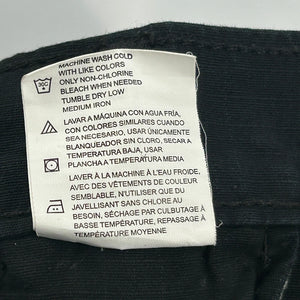 MACHINE WASH COLD
WITH LIKE COLORS
ONLY NON-CHLORINE
BLEACH WHEN NEEDED
TUMBLE DRY LOW
MEDIUM IRON
LAVAR A MÁQUINA CON AGUA FRÍA,
CON COLORES SIMILARES. CUANDO
SEA NECESARIO, USAR ÚNICAMENTE
BLANQUEADOR SIN CLORO, SECAR A
TEMPERATURA BAJA, USAR
PLANCHA A TEMPERATURA MEDIA
LAVER À LA MACHINE À L'EAU FROIDE,
AVEC DES VÊTEMENTS DE COULEUR
SEMBLABLE, N'UTILISER QUE DU
JAVELLISANT SANS CHLORE AU
BESOIN, SÉCHAGE PAR CULBUTAGE À
BASSE TEMPÉRATURE, REPASSAGE À
TEMPÉRATURE MOYENNE